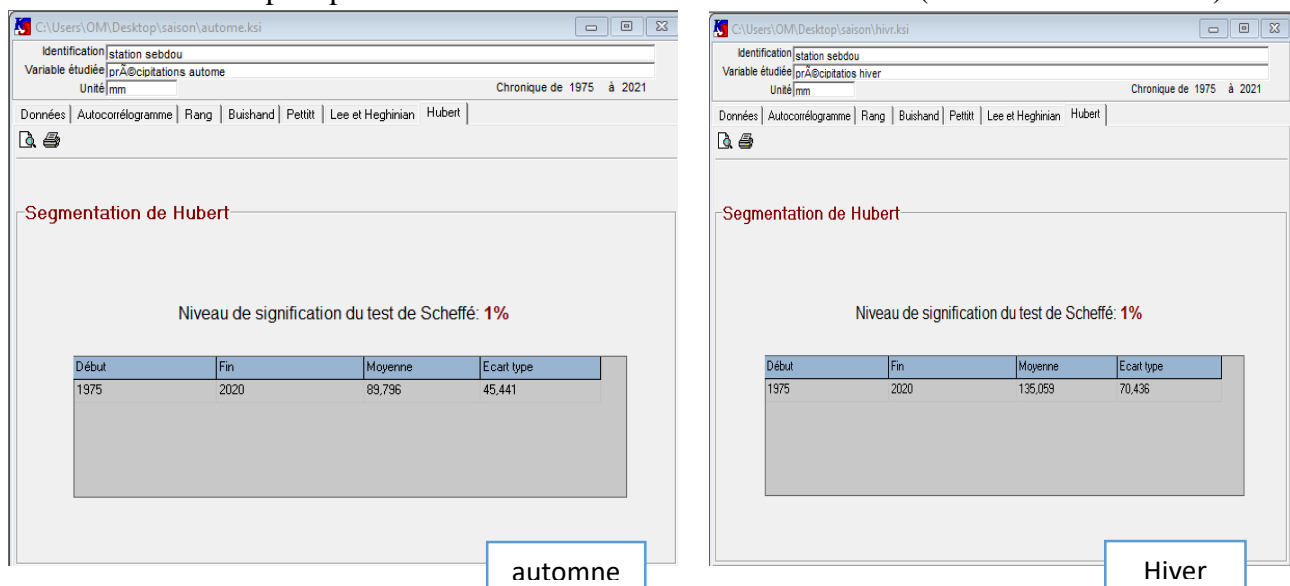 C:\Users\OM\Desktop\saison\autome.ksi
Identification station sebdou
Variable étudiée prÃ©cipitations autome
Unité mm Chronique de 1975 à 2021
Données Autocorrélogramme Rang Buishand Pettitt Lee et Heghinian Hubert
Segmentation de Hubert
Niveau de signification du test de Scheffé: 1%
Début Fin Moyenne Ecart type
1975 2020 89,796 45,441
automne
C:\Users\OM\Desktop\saison\hivr.ksi
Identification station sebdou
Variable étudiée prÃ©cipitatios hiver
Unité mm Chronique de 1975 à 2021
Données Autocorrélogramme Rang Buishand Pettitt Lee et Heghinian Hubert
Segmentation de Hubert
Niveau de signification du test de Scheffé: 1%
Début Fin Moyenne Ecart type
1975 2020 135,059 70,436
Hiver